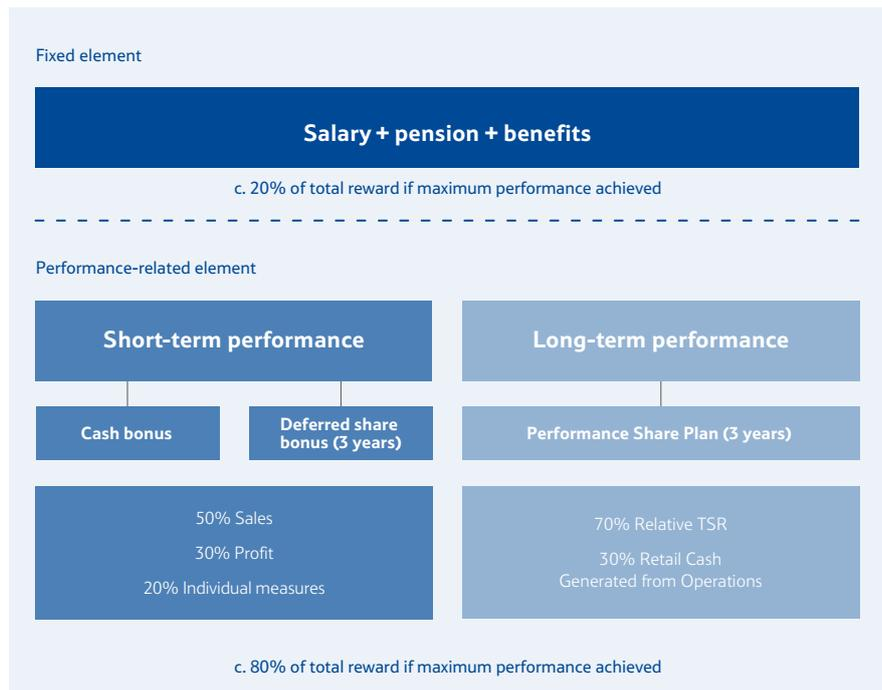 Fixed element
Salary + pension + benefits
c. 20% of total reward if maximum performance achieved
Performance-related element
Short-term performance
Long-term performance
Cash bonus
Deferred share
bonus (3 years)
Performance Share Plan (3 years)
50% Sales
30% Profit
20% Individual measures
70% Relative TSR
30% Retail Cash
Generated from Operations
c. 80% of total reward if maximum performance achieved